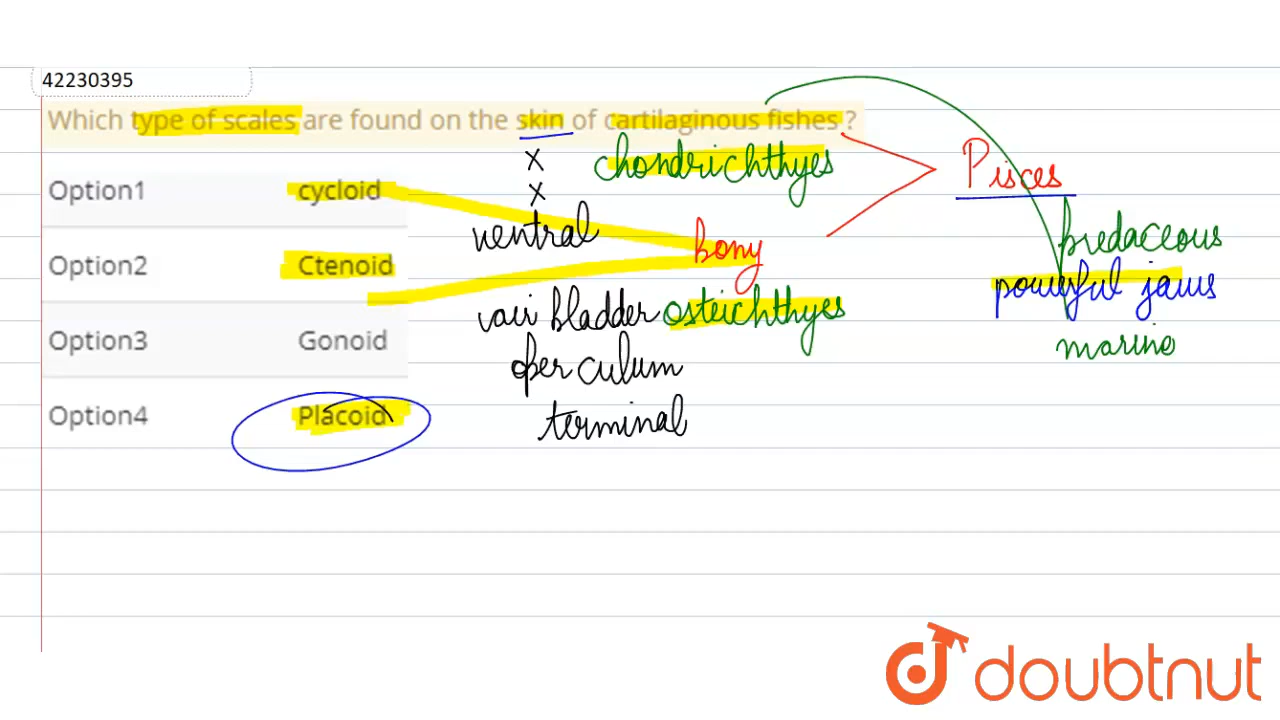 42230395
Which type of scales are found on the skin of cartilaginous fishes ?
x chondrichthyes Pisces
Option1 cycloid x
ventral bony predaceous
Option2 Ctenoid powerful jaws
air bladder osteichthyes
Option3 Gonoid marine
operculum
Option4 Placoid terminal
doubtnut